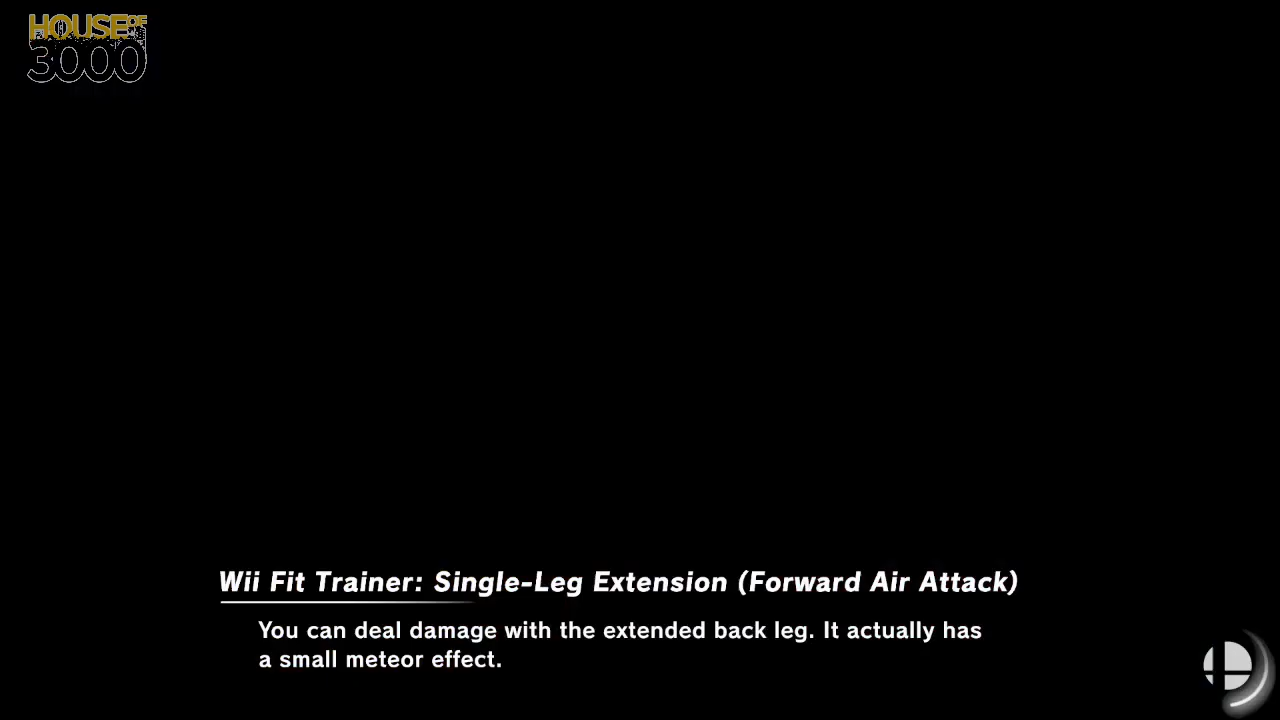 HOUSE OF
3000
Wii Fit Trainer: Single-Leg Extension (Forward Air Attack)
You can deal damage with the extended back leg. It actually has
a small meteor effect.